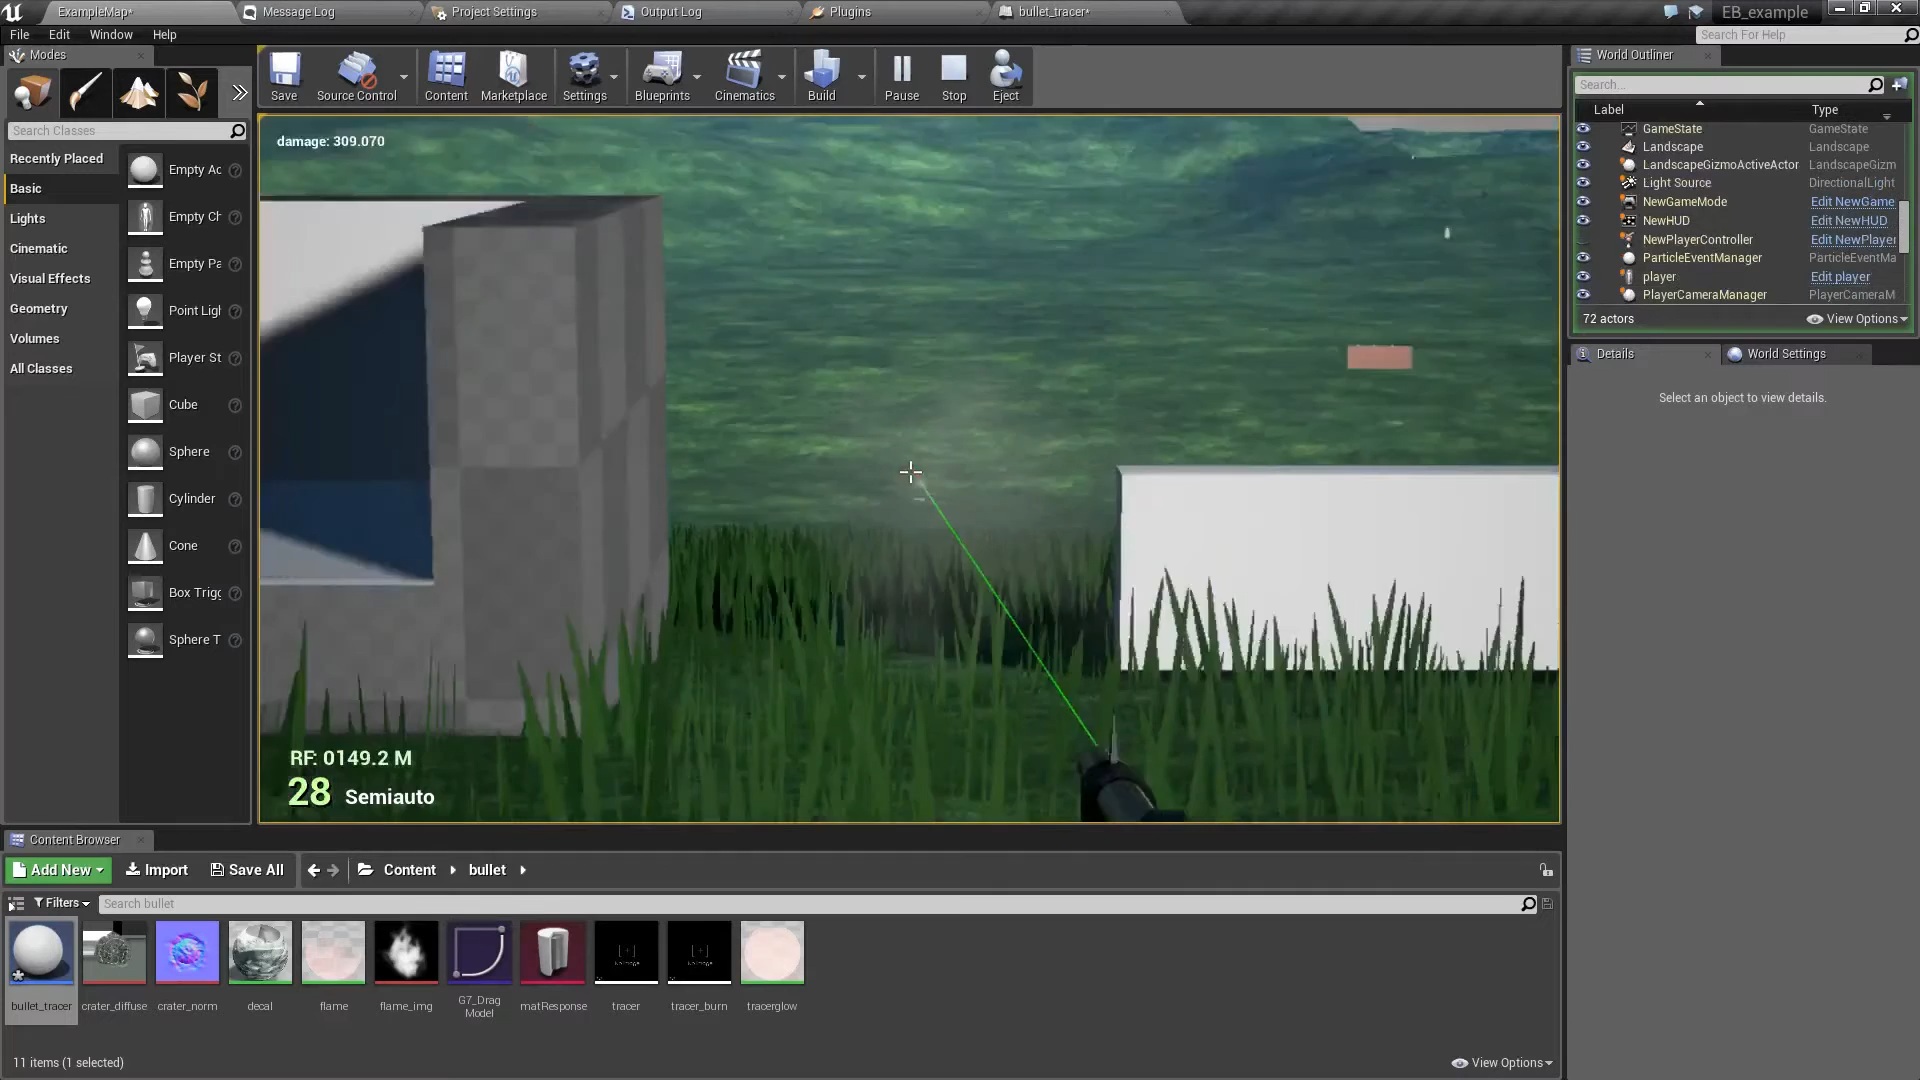 ExampleMap*
Message Log
Project Settings
Output Log
Plugins
bullet_tracer*
EB_example
File Edit Window Help
Search For Help
Modes
Search Classes
Recently Placed
Basic
Lights
Cinematic
Visual Effects
Geometry
Volumes
All Classes
Empty Ac
Empty Ch
Empty Pa
Point Ligh
Player St
Cube
Sphere
Cylinder
Cone
Box Trigg
Sphere T
Save
Source Control
Content
Marketplace
Settings
Blueprints
Cinematics
Build
Pause
Stop
Eject
damage: 309.070
RF: 0149.2 M
28 Semiauto
World Outliner
Search...
Label Type
GameState GameState
Landscape Landscape
LandscapeGizmoActiveActor LandscapeGizm
Light Source DirectionalLight
NewGameMode Edit NewGame
NewHUD Edit NewHUD
NewPlayerController Edit NewPlayer
ParticleEventManager ParticleEventMa
player Edit player
PlayerCameraManager PlayerCameraM
72 actors View Options
Details
World Settings
Select an object to view details.
Content Browser
Add New Import Save All Content bullet
Filters Search bullet
bullet_tracer
crater_diffuse
crater_norm
decal
flame
flame_img
G7_Drag
Model
matResponse
tracer
tracer_burn
tracerglow
11 items (1 selected)
View Options